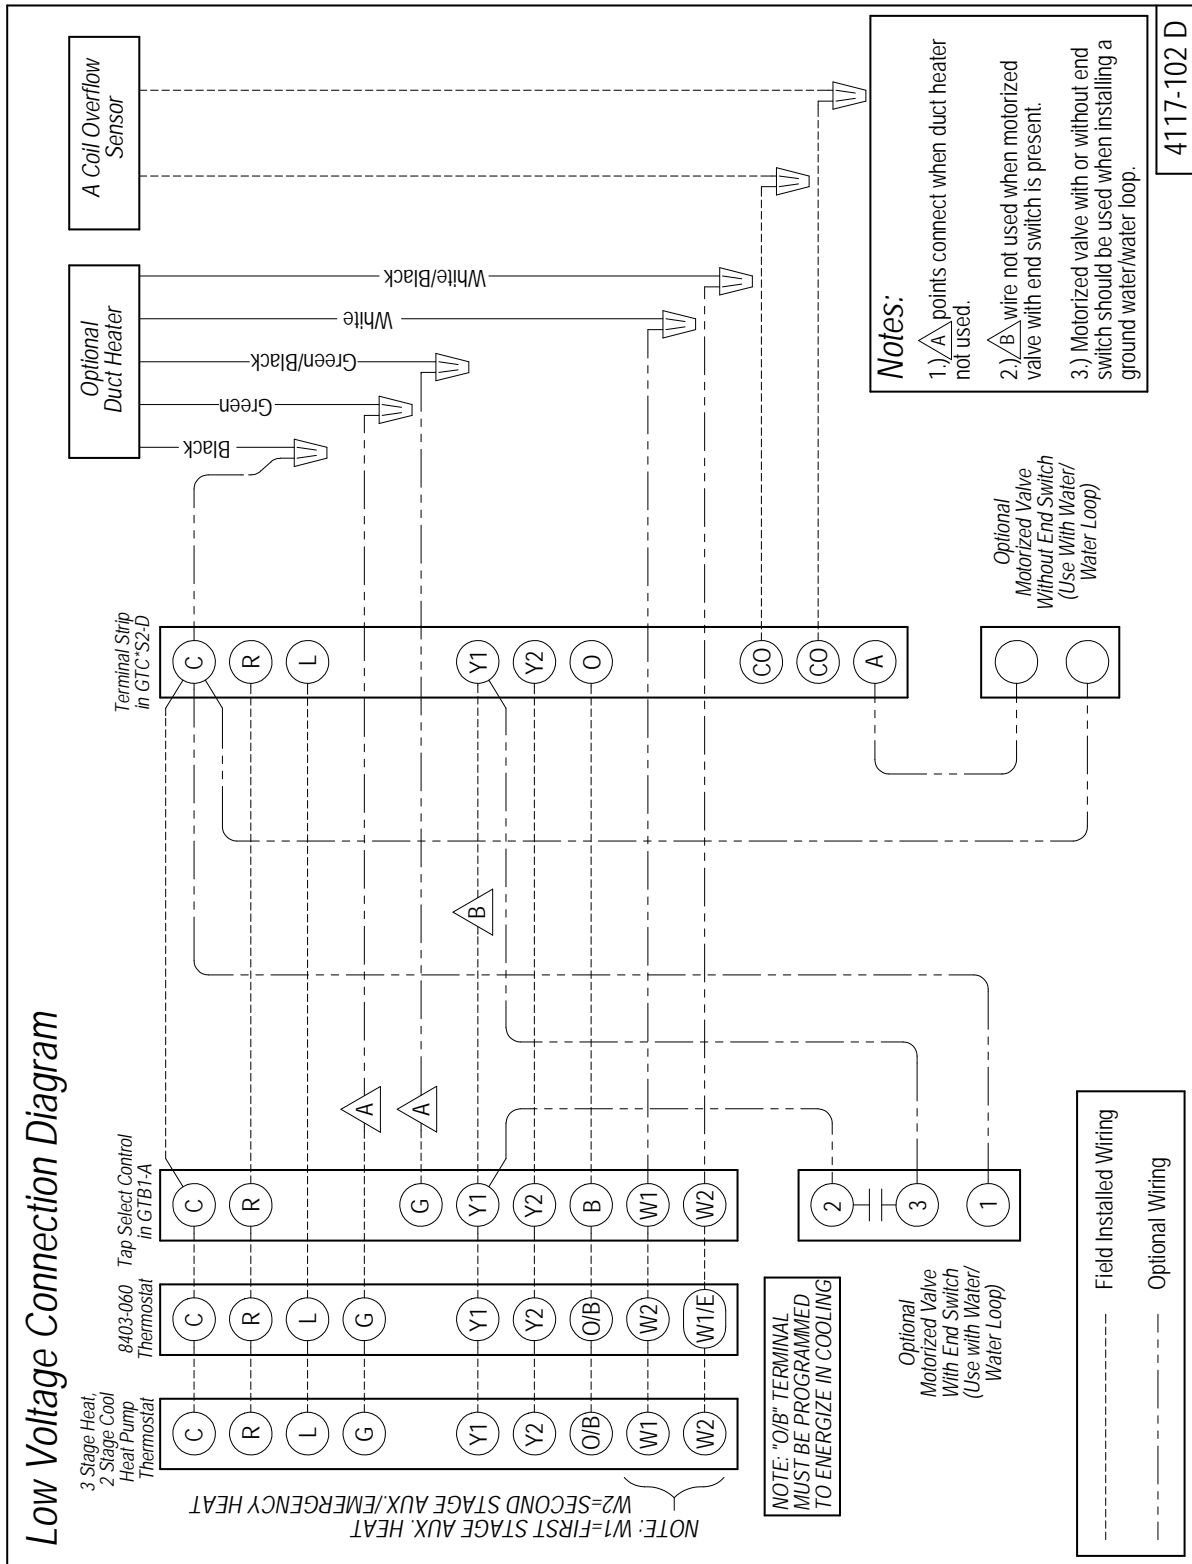 Low Voltage Connection Diagram
3 Stage Heat,
2 Stage Cool
Heat Pump
Thermostat
C
R
L
G
Y1
Y2
O/B
W1
W2
NOTE: W1=FIRST STAGE AUX. HEAT
W2=SECOND STAGE AUX./EMERGENCY HEAT
8403-060
Thermostat
C
R
L
G
Y1
Y2
O/B
W2
W1/E
NOTE: "O/B" TERMINAL
MUST BE PROGRAMMED
TO ENERGIZE IN COOLING
Tap Select Control
in GTB1-A
C
R
G
Y1
Y2
B
W1
W2
A
A
B
Optional
Motorized Valve
With End Switch
(Use with Water/
Water Loop)
2
3
1
Terminal Strip
in GTC*S2-D
C
R
L
Y1
Y2
O
CO
CO
A
Optional
Motorized Valve
Without End Switch
(Use With Water/
Water Loop)
Optional
Duct Heater
Black
Green
Green/Black
White
White/Black
A Coil Overflow
Sensor
Notes:
1.) A points connect when duct heater
not used.
2.) B wire not used when motorized
valve with end switch is present.
3.) Motorized valve with or without end
switch should be used when installing a
ground water/water loop.
Field Installed Wiring
Optional Wiring
4117-102 D